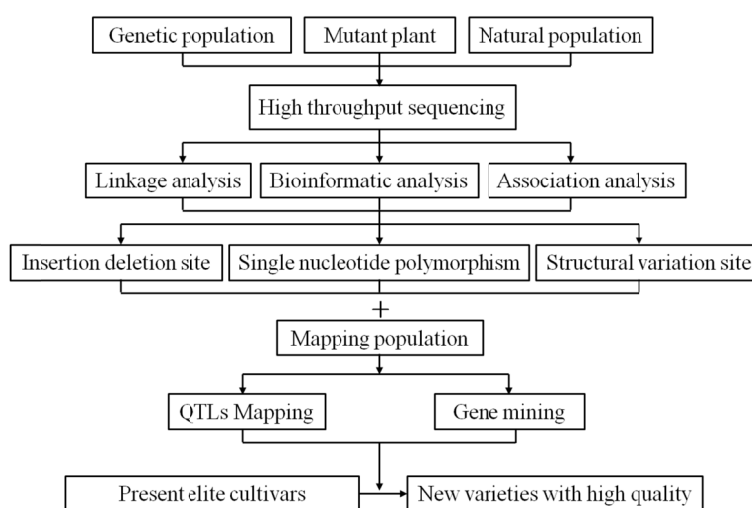 Genetic population Mutant plant Natural population
High throughput sequencing
Linkage analysis Bioinformatic analysis Association analysis
Insertion deletion site Single nucleotide polymorphism Structural variation site
+
Mapping population
QTLs Mapping Gene mining
Present elite cultivars New varieties with high quality